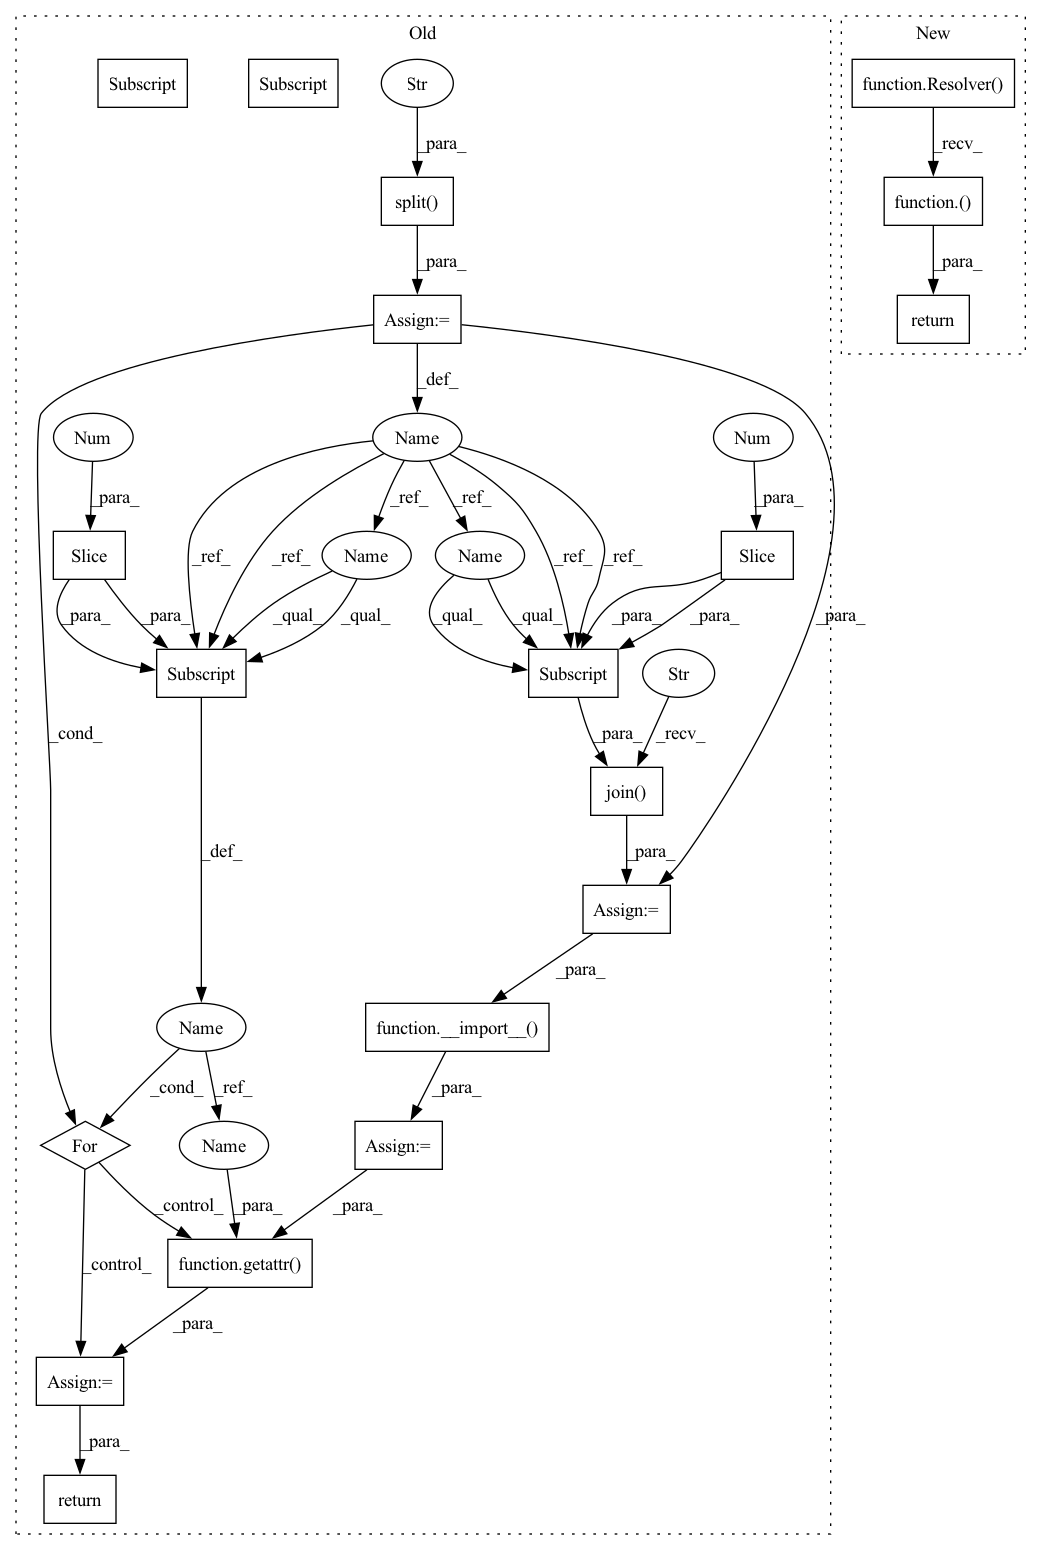 Old
New
Subscript
Subscript
Str
function.Resolver()
_para_
_recv_
split()
function.()
_para_
_para_
Assign:=
return
_def_
Num
Name
Num
_para_
_ref_
_ref_
_para_
Slice
_ref_
_ref_
Name
Name
_ref_
_ref_
Slice
_para_
_para_
_para_
_qual_
_qual_
_qual_
_qual_
_para_
_para_
Subscript
Subscript
Str
_cond_
_para_
_recv_
join()
_def_
_para_
Assign:=
_para_
Name
function.__import__()
_cond_
_ref_
_para_
For
Name
Assign:=
_control_
_para_
_para_
_control_
function.getattr()
_para_
Assign:=
_para_
return